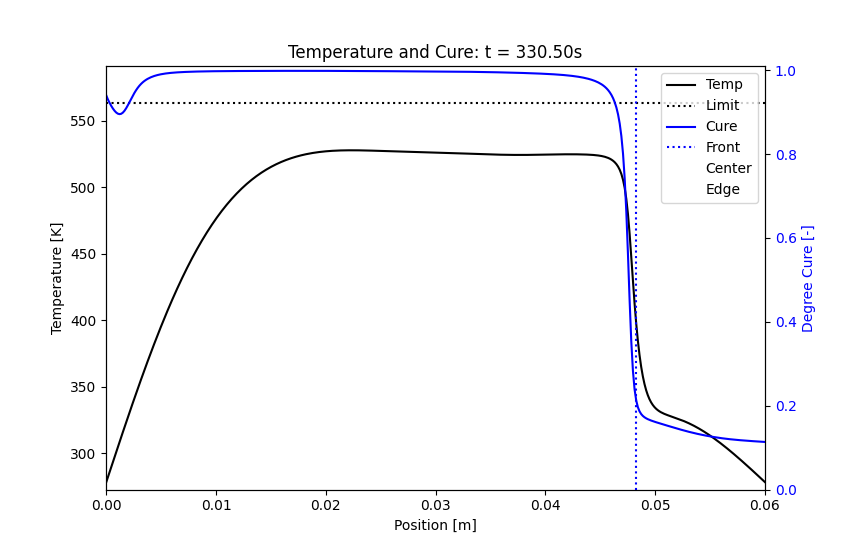 Temperature and Cure: t = 330.50s
Temp
Limit
Cure
Front
Center
Edge
Temperature [K]
550
500
450
400
350
300
Degree Cure [-]
1.0
0.8
0.6
0.4
0.2
0.0
0.00 0.01 0.02 0.03 0.04 0.05 0.06
Position [m]